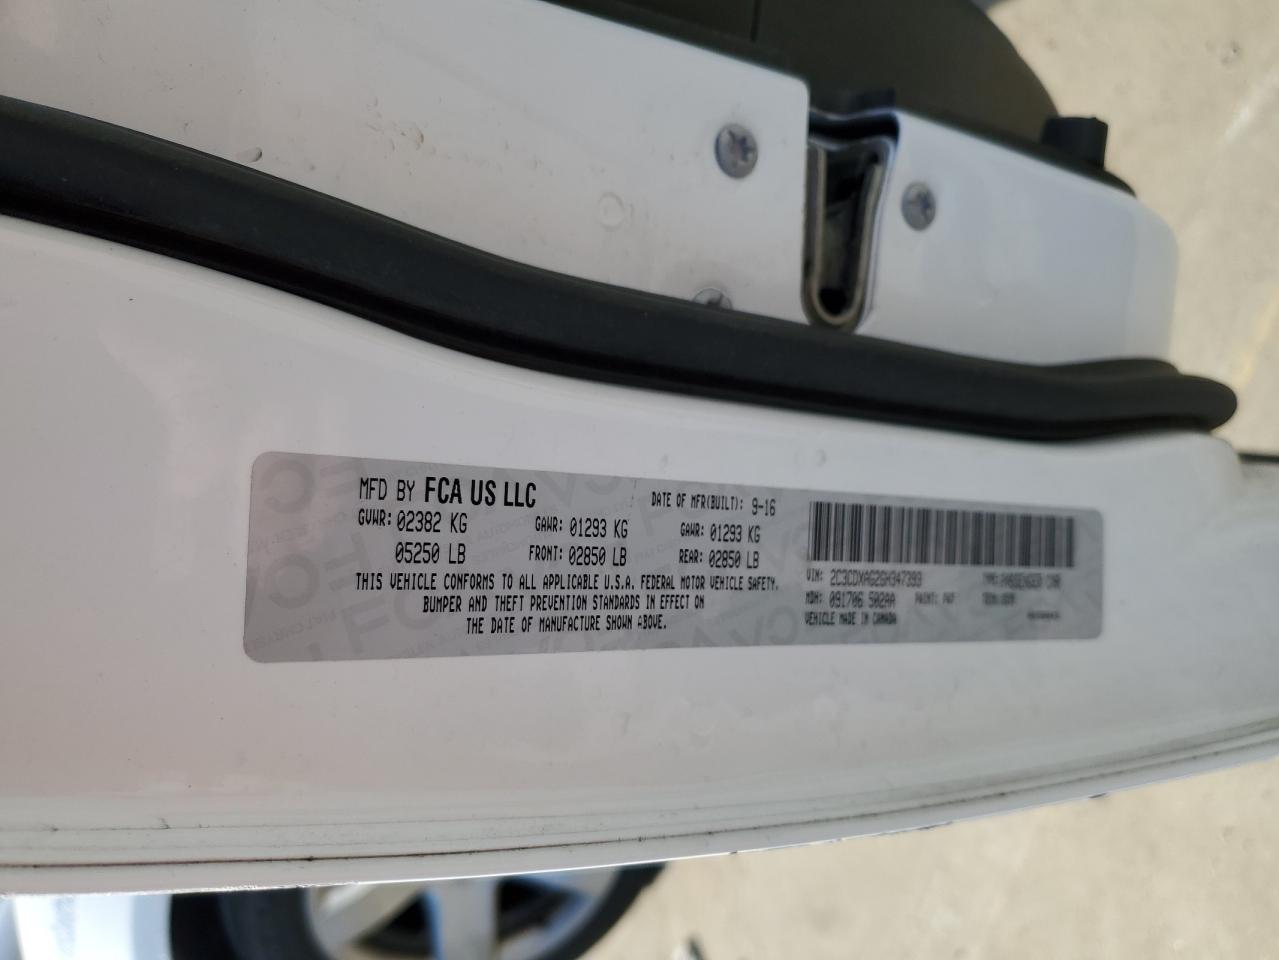 MFD BY FCA US LLC
DATE OF MFR(BUILT): 9-16
GVWR: 02382 KG GAWR: 01293 KG GAWR: 01293 KG
05250 LB FRONT: 02850 LB REAR: 02850 LB
THIS VEHICLE CONFORMS TO ALL APPLICABLE U.S.A. FEDERAL MOTOR VEHICLE SAFETY,
BUMPER AND THEFT PREVENTION STANDARDS IN EFFECT ON
THE DATE OF MANUFACTURE SHOWN ABOVE.
VIN: 2C3CDXAG2GH347393 TYPE: PASSENGER CAR
MDH: 091706 502AA PAINT: PW7
VEHICLE MADE IN CANADA